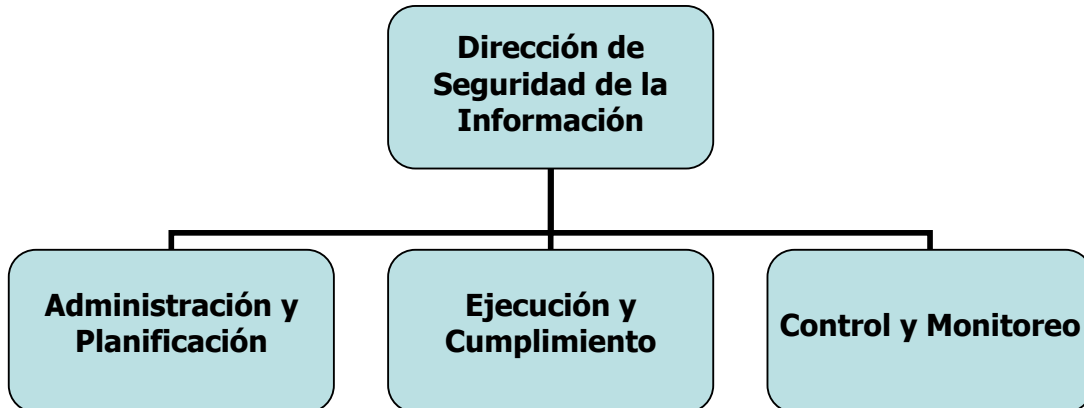 Dirección de
Seguridad de la
Información
Administración y
Planificación
Ejecución y
Cumplimiento
Control y Monitoreo